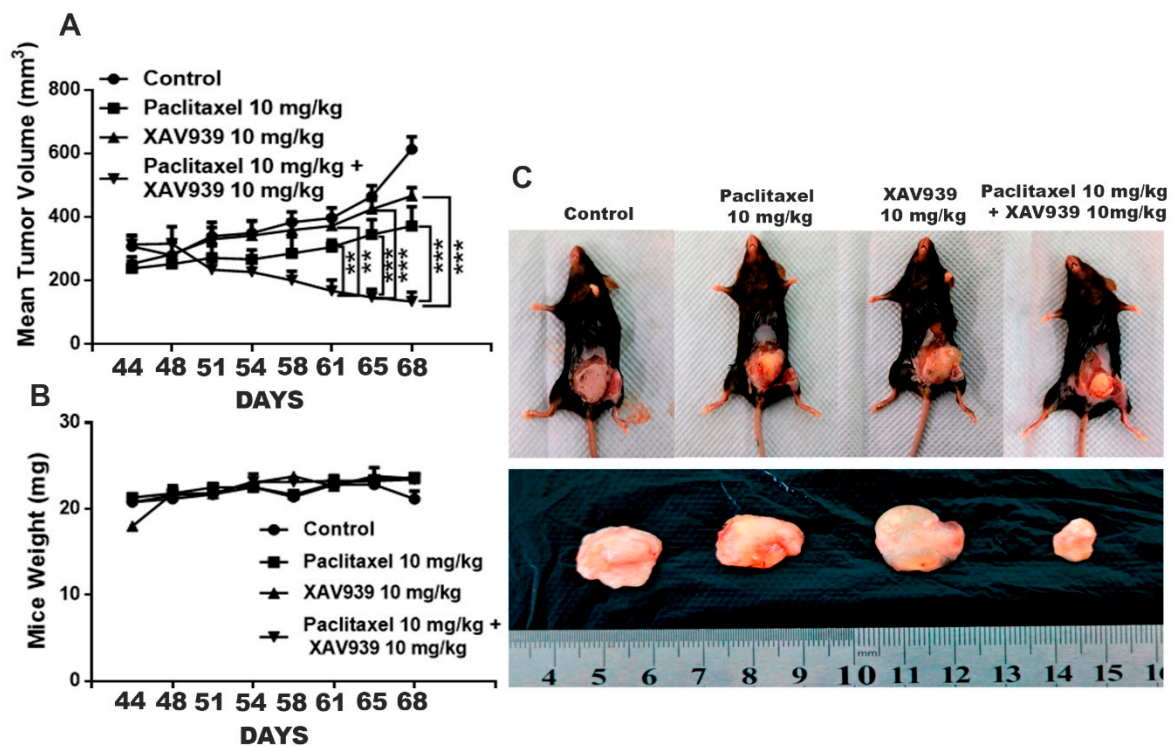 A
Mean Tumor Volume (mm³)
800
600
400
200
0
Control
Paclitaxel 10 mg/kg
XAV939 10 mg/kg
Paclitaxel 10 mg/kg +
XAV939 10 mg/kg
**
**
***
***
***
***
44 48 51 54 58 61 65 68
DAYS
B
Mice Weight (mg)
30
20
10
0
Control
Paclitaxel 10 mg/kg
XAV939 10 mg/kg
Paclitaxel 10 mg/kg +
XAV939 10 mg/kg
44 48 51 54 58 61 65 68
DAYS
C
Control
Paclitaxel
10 mg/kg
XAV939
10 mg/kg
Paclitaxel 10 mg/kg
+ XAV939 10mg/kg
mm
4 5 6 7 8 9 10 11 12 13 14 15 16